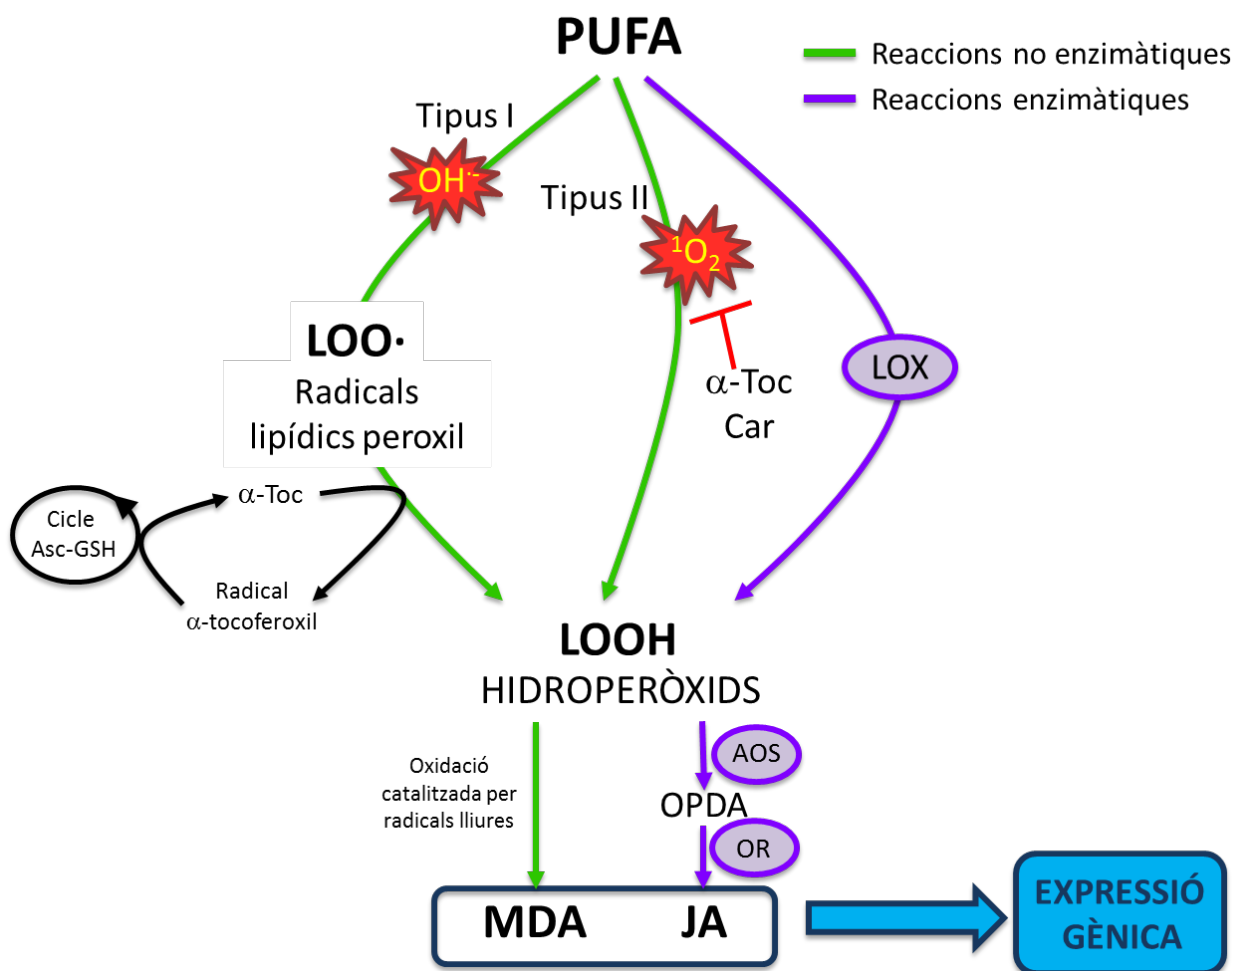 PUFA
Reaccions no enzimàtiques
Reaccions enzimàtiques
Tipus I
OH·-
Tipus II
¹O₂
LOO·
Radicals
lipídics peroxil
α-Toc
Car
LOX
α-Toc
Cicle
Asc-GSH
Radical
α-tocoferoxil
LOOH
HIDROPERÒXIDS
Oxidació
catalitzada per
radicals lliures
AOS
OPDA
OR
MDA
JA
EXPRESSIÓ
GÈNICA